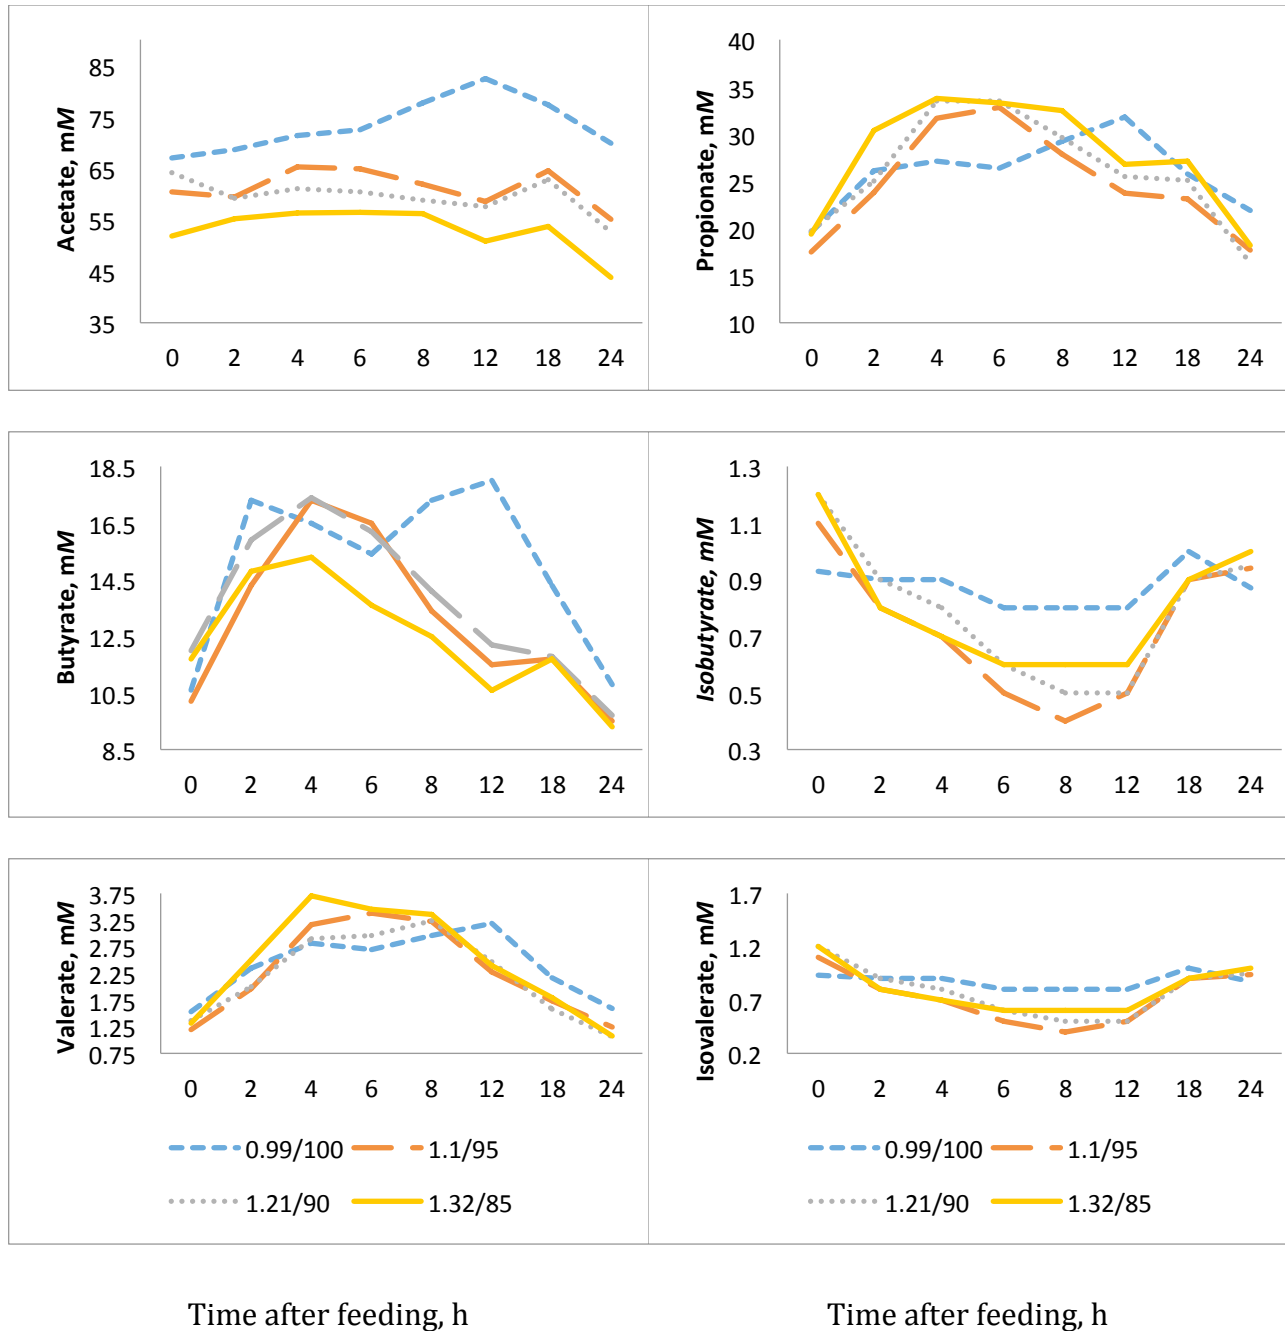 Acetate, mM
85
75
65
55
45
35
0 2 4 6 8 12 18 24
Propionate, mM
40
35
30
25
20
15
10
0 2 4 6 8 12 18 24
Butyrate, mM
18.5
16.5
14.5
12.5
10.5
8.5
0 2 4 6 8 12 18 24
Isobutyrate, mM
1.3
1.1
0.9
0.7
0.5
0.3
0 2 4 6 8 12 18 24
Valerate, mM
3.75
3.25
2.75
2.25
1.75
1.25
0.75
0 2 4 6 8 12 18 24
0.99/100 1.1/95
1.21/90 1.32/85
Isovalerate, mM
1.7
1.2
0.7
0.2
0 2 4 6 8 12 18 24
0.99/100 1.1/95
1.21/90 1.32/85
Time after feeding, h
Time after feeding, h